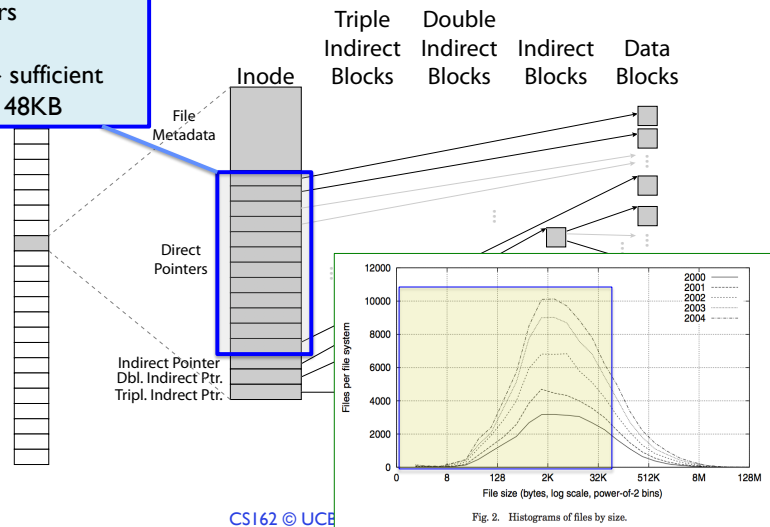 rs
sufficient
48KB
Triple
Indirect
Blocks
Double
Indirect
Blocks
Indirect
Blocks
Data
Blocks
Inode
File
Metadata
Direct
Pointers
Indirect Pointer
Dbl. Indirect Ptr.
Tripl. Indrect Ptr.
12000
10000
8000
6000
4000
2000
0
Files per file system
2000
2001
2002
2003
2004
0 8 128 2K 32K 512K 8M 128M
File size (bytes, log scale, power-of-2 bins)
Fig. 2. Histograms of files by size.
CS162 © UCB